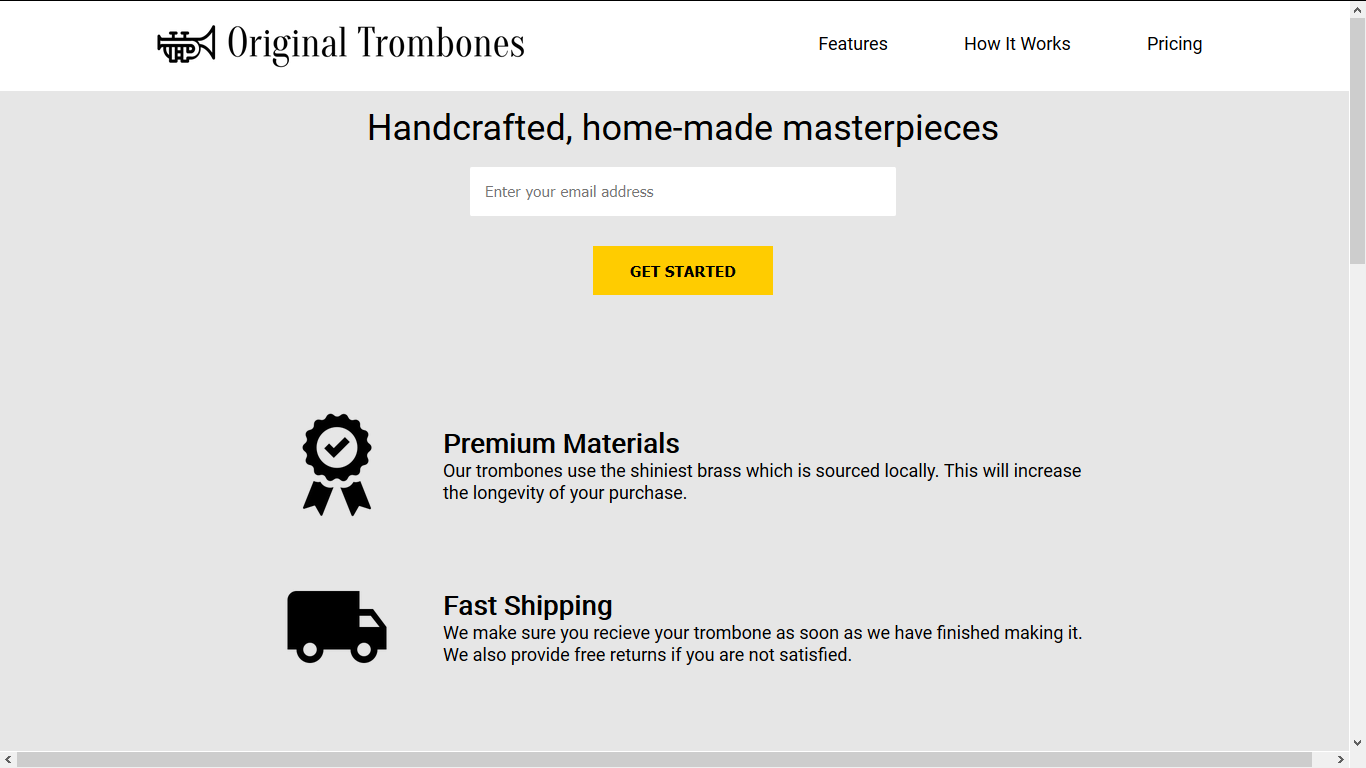 Original Trombones
Features
How It Works
Pricing
Handcrafted, home-made masterpieces
Enter your email address
GET STARTED
Premium Materials
Our trombones use the shiniest brass which is sourced locally. This will increase
the longevity of your purchase.
Fast Shipping
We make sure you recieve your trombone as soon as we have finished making it.
We also provide free returns if you are not satisfied.